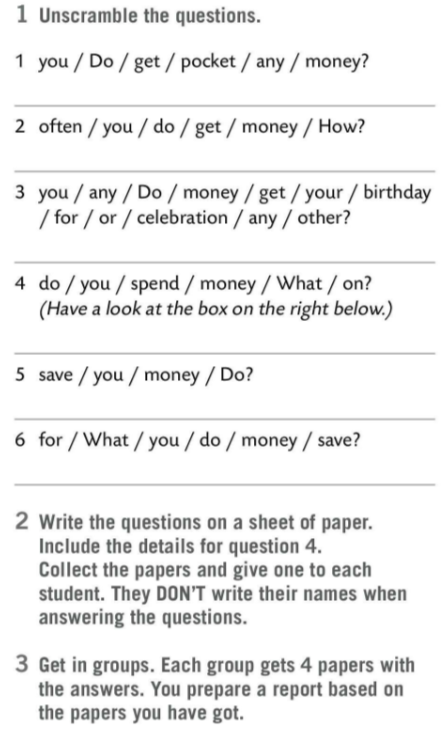 1 Unscramble the questions.
1 you / Do / get / pocket / any / money?
2 often / you / do / get / money / How?
3 you / any / Do / money / get / your / birthday
/ for / or / celebration / any / other?
4 do / you / spend / money / What / on?
(Have a look at the box on the right below.)
5 save / you / money / Do?
6 for / What / you / do / money / save?
2 Write the questions on a sheet of paper.
Include the details for question 4.
Collect the papers and give one to each
student. They DON'T write their names when
answering the questions.
3 Get in groups. Each group gets 4 papers with
the answers. You prepare a report based on
the papers you have got.